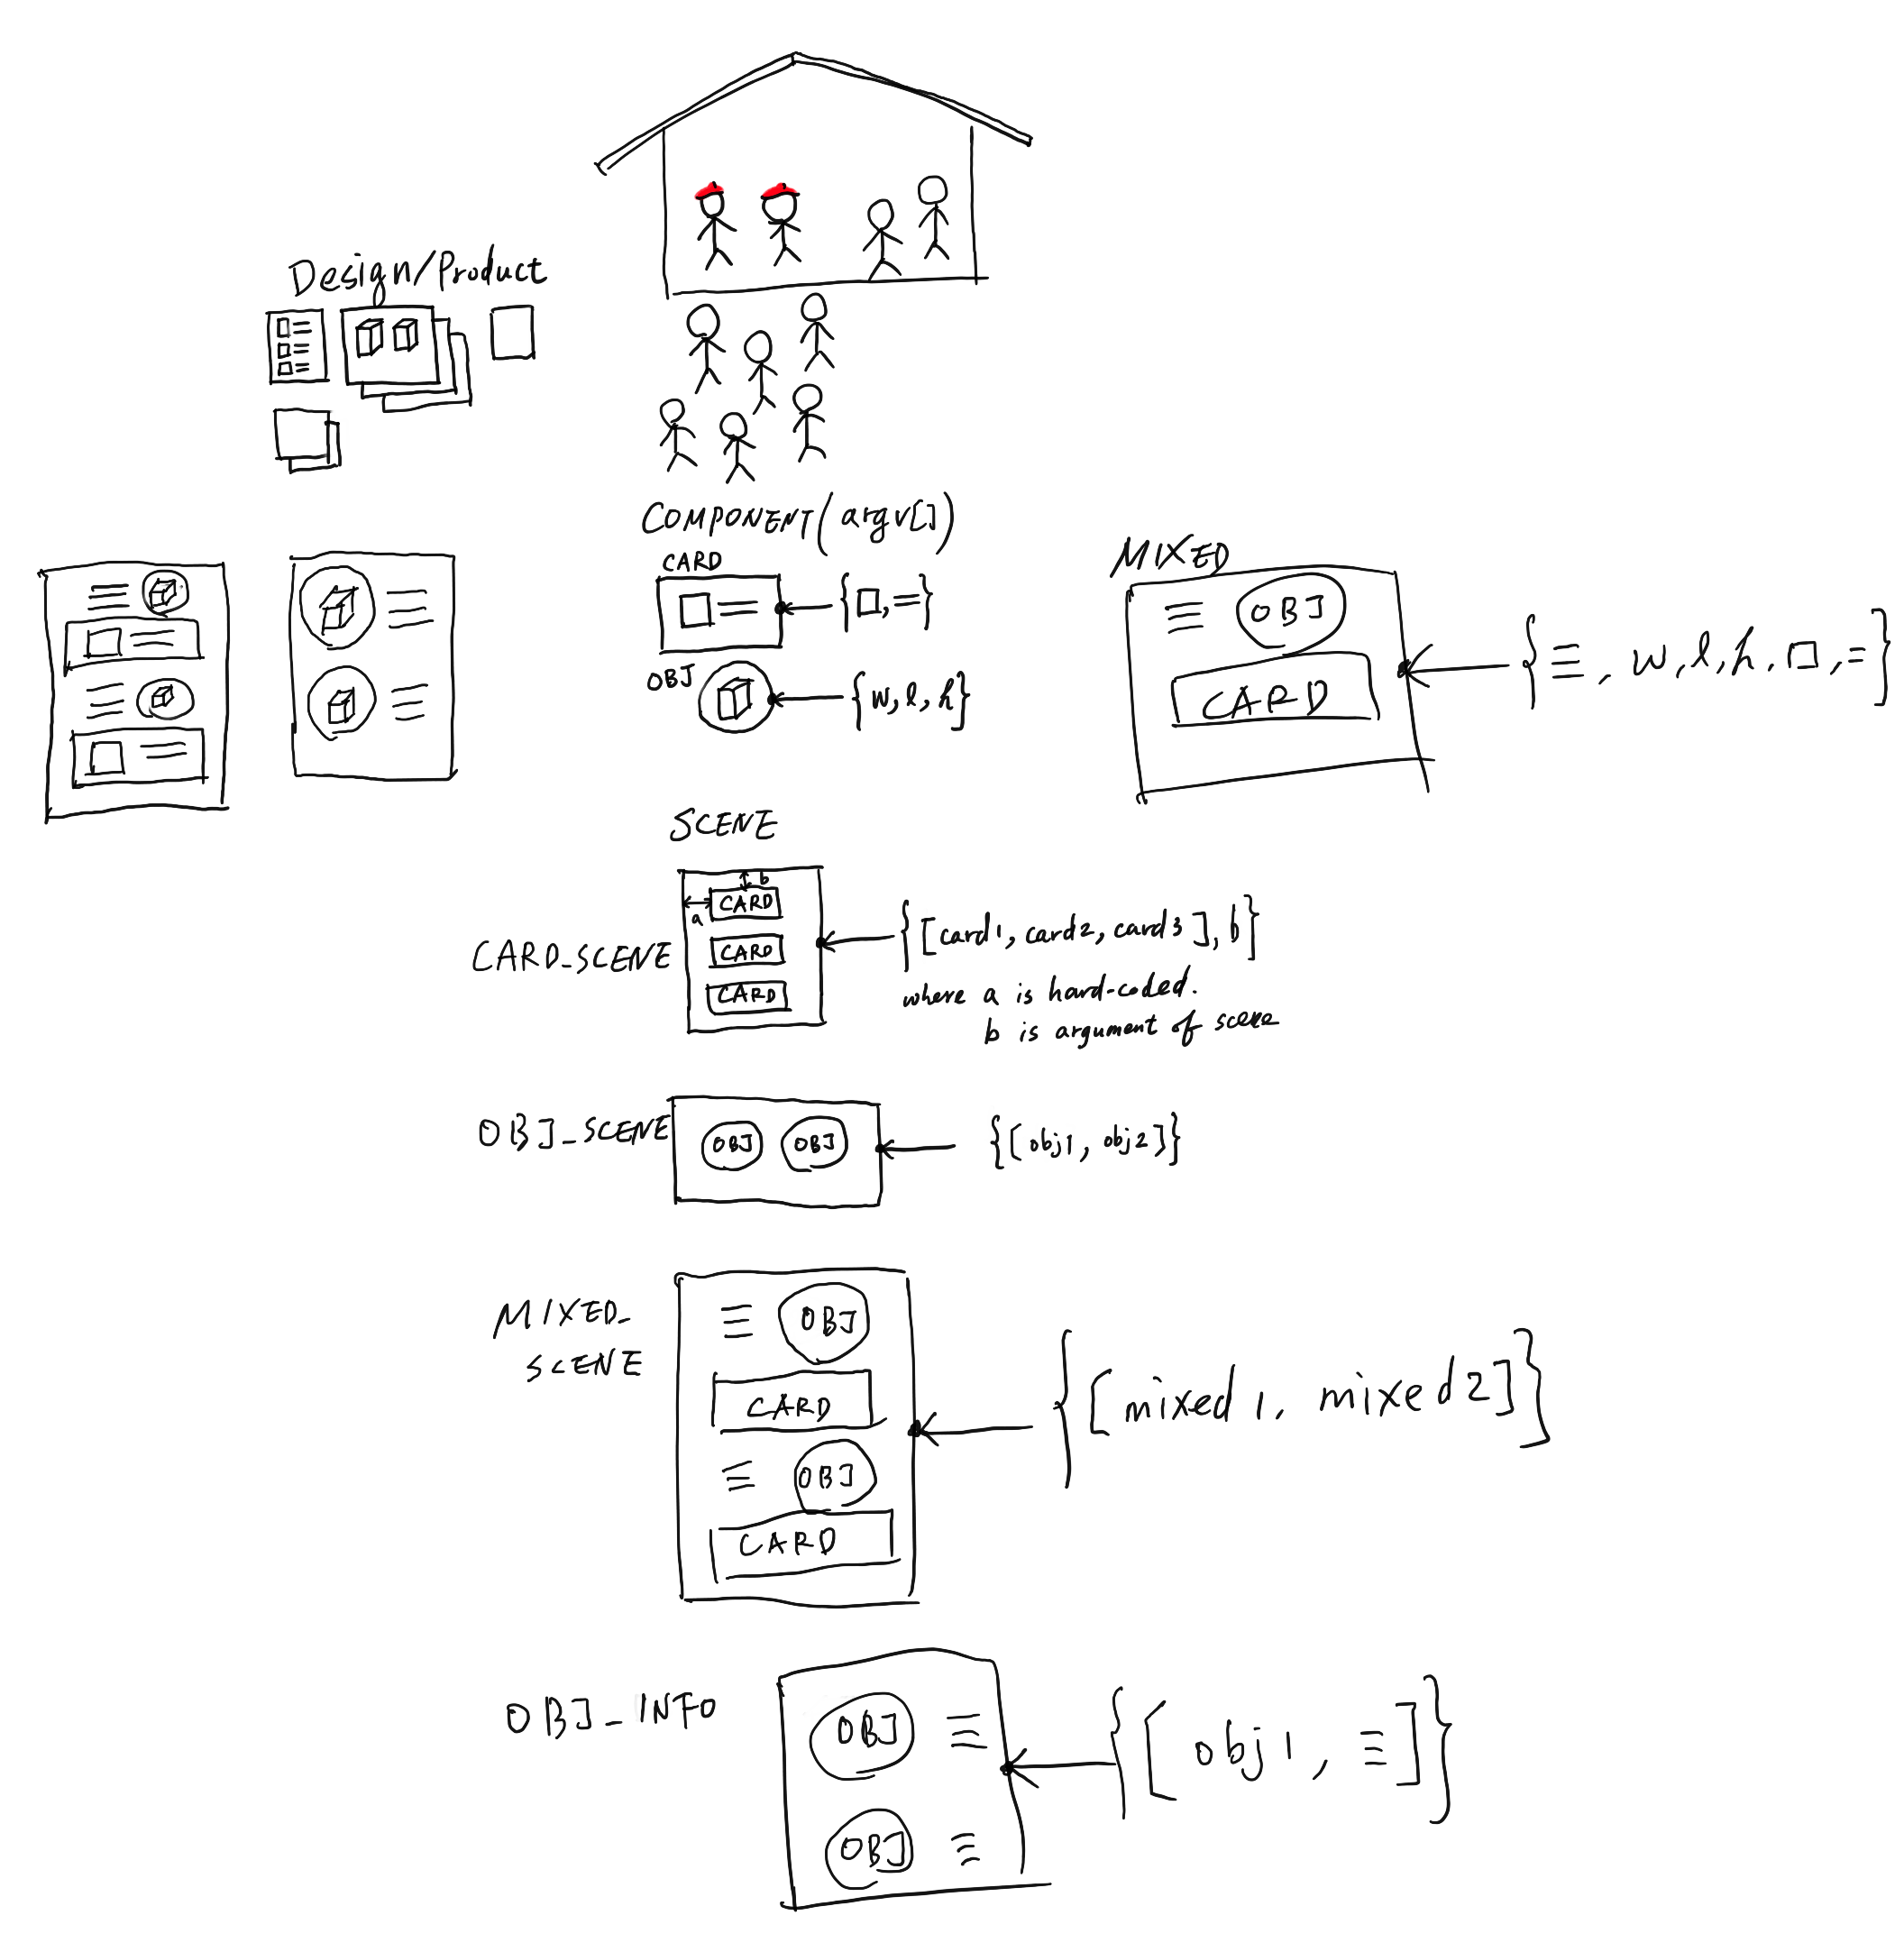 Design/Product
COMPONENT(argv[])
CARD
{□, =}
OBJ
{w, l, h}
MIXED
OBJ
CARD
{≡, w, l, h, □, =}
SCENE
b
a
CARD
CARD
CARD
CARD_SCENE
{[card1, card2, card3], b}
where a is hard-coded.
b is argument of scene
OBJ_SCENE
OBJ OBJ
{[obj1, obj2]}
MIXED_
SCENE
OBJ
CARD
OBJ
CARD
{[mixed1, mixed2]}
OBJ_INFO
OBJ
OBJ
{[obj1, ≡]}